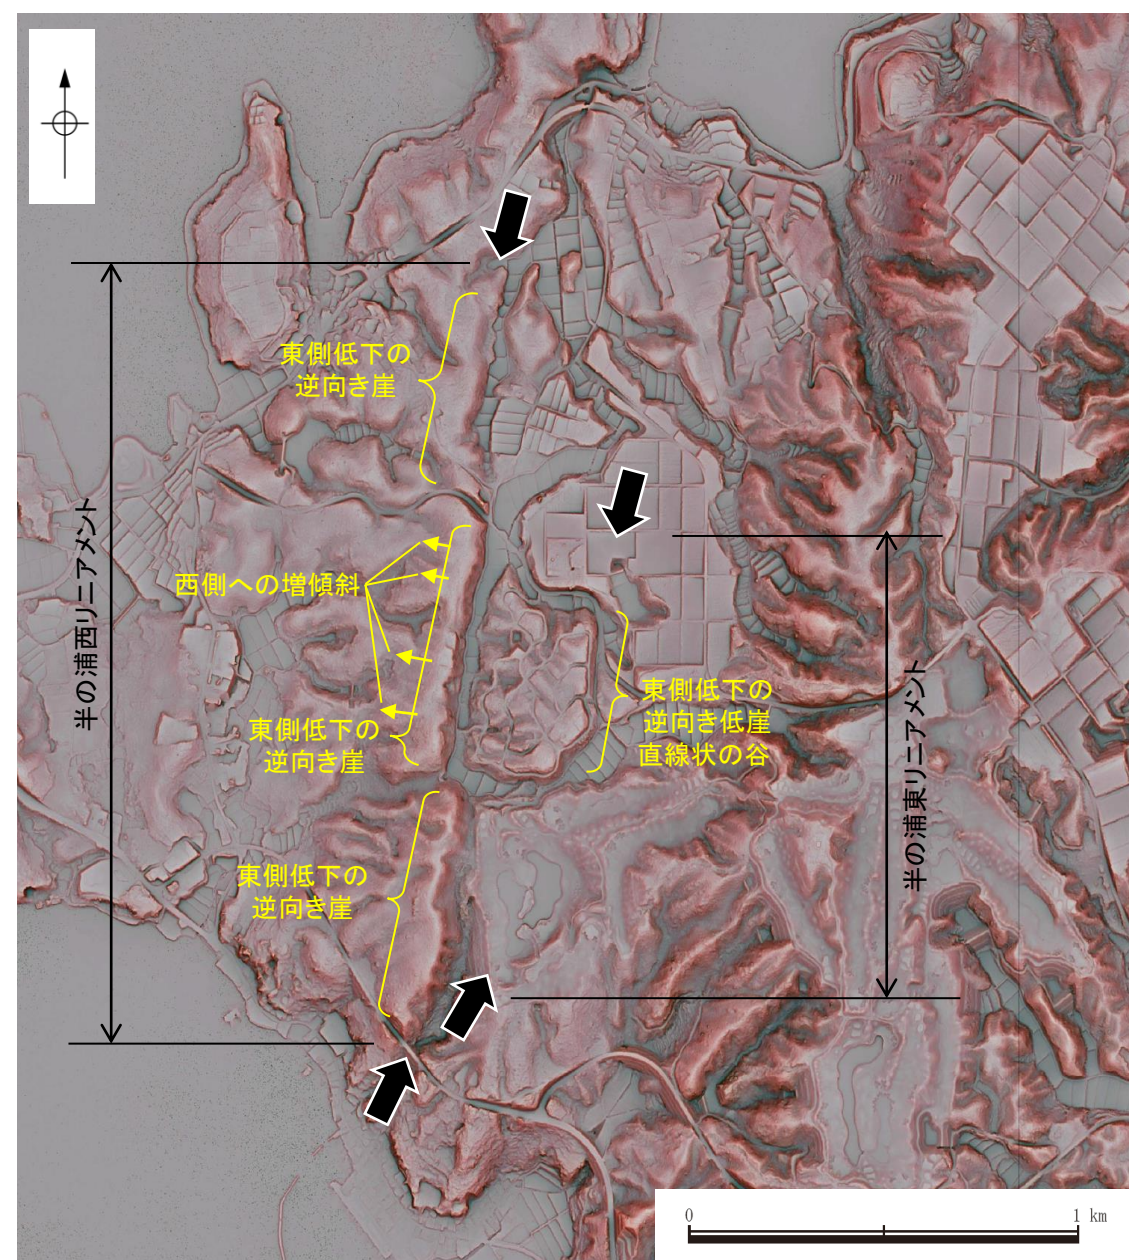 東側低下の
逆向き崖
半の浦西リニアメント
西側への増傾斜
東側低下の
逆向き低崖
直線状の谷
東側低下の
逆向き崖
半の浦東リニアメント
東側低下の
逆向き崖
0
1 km